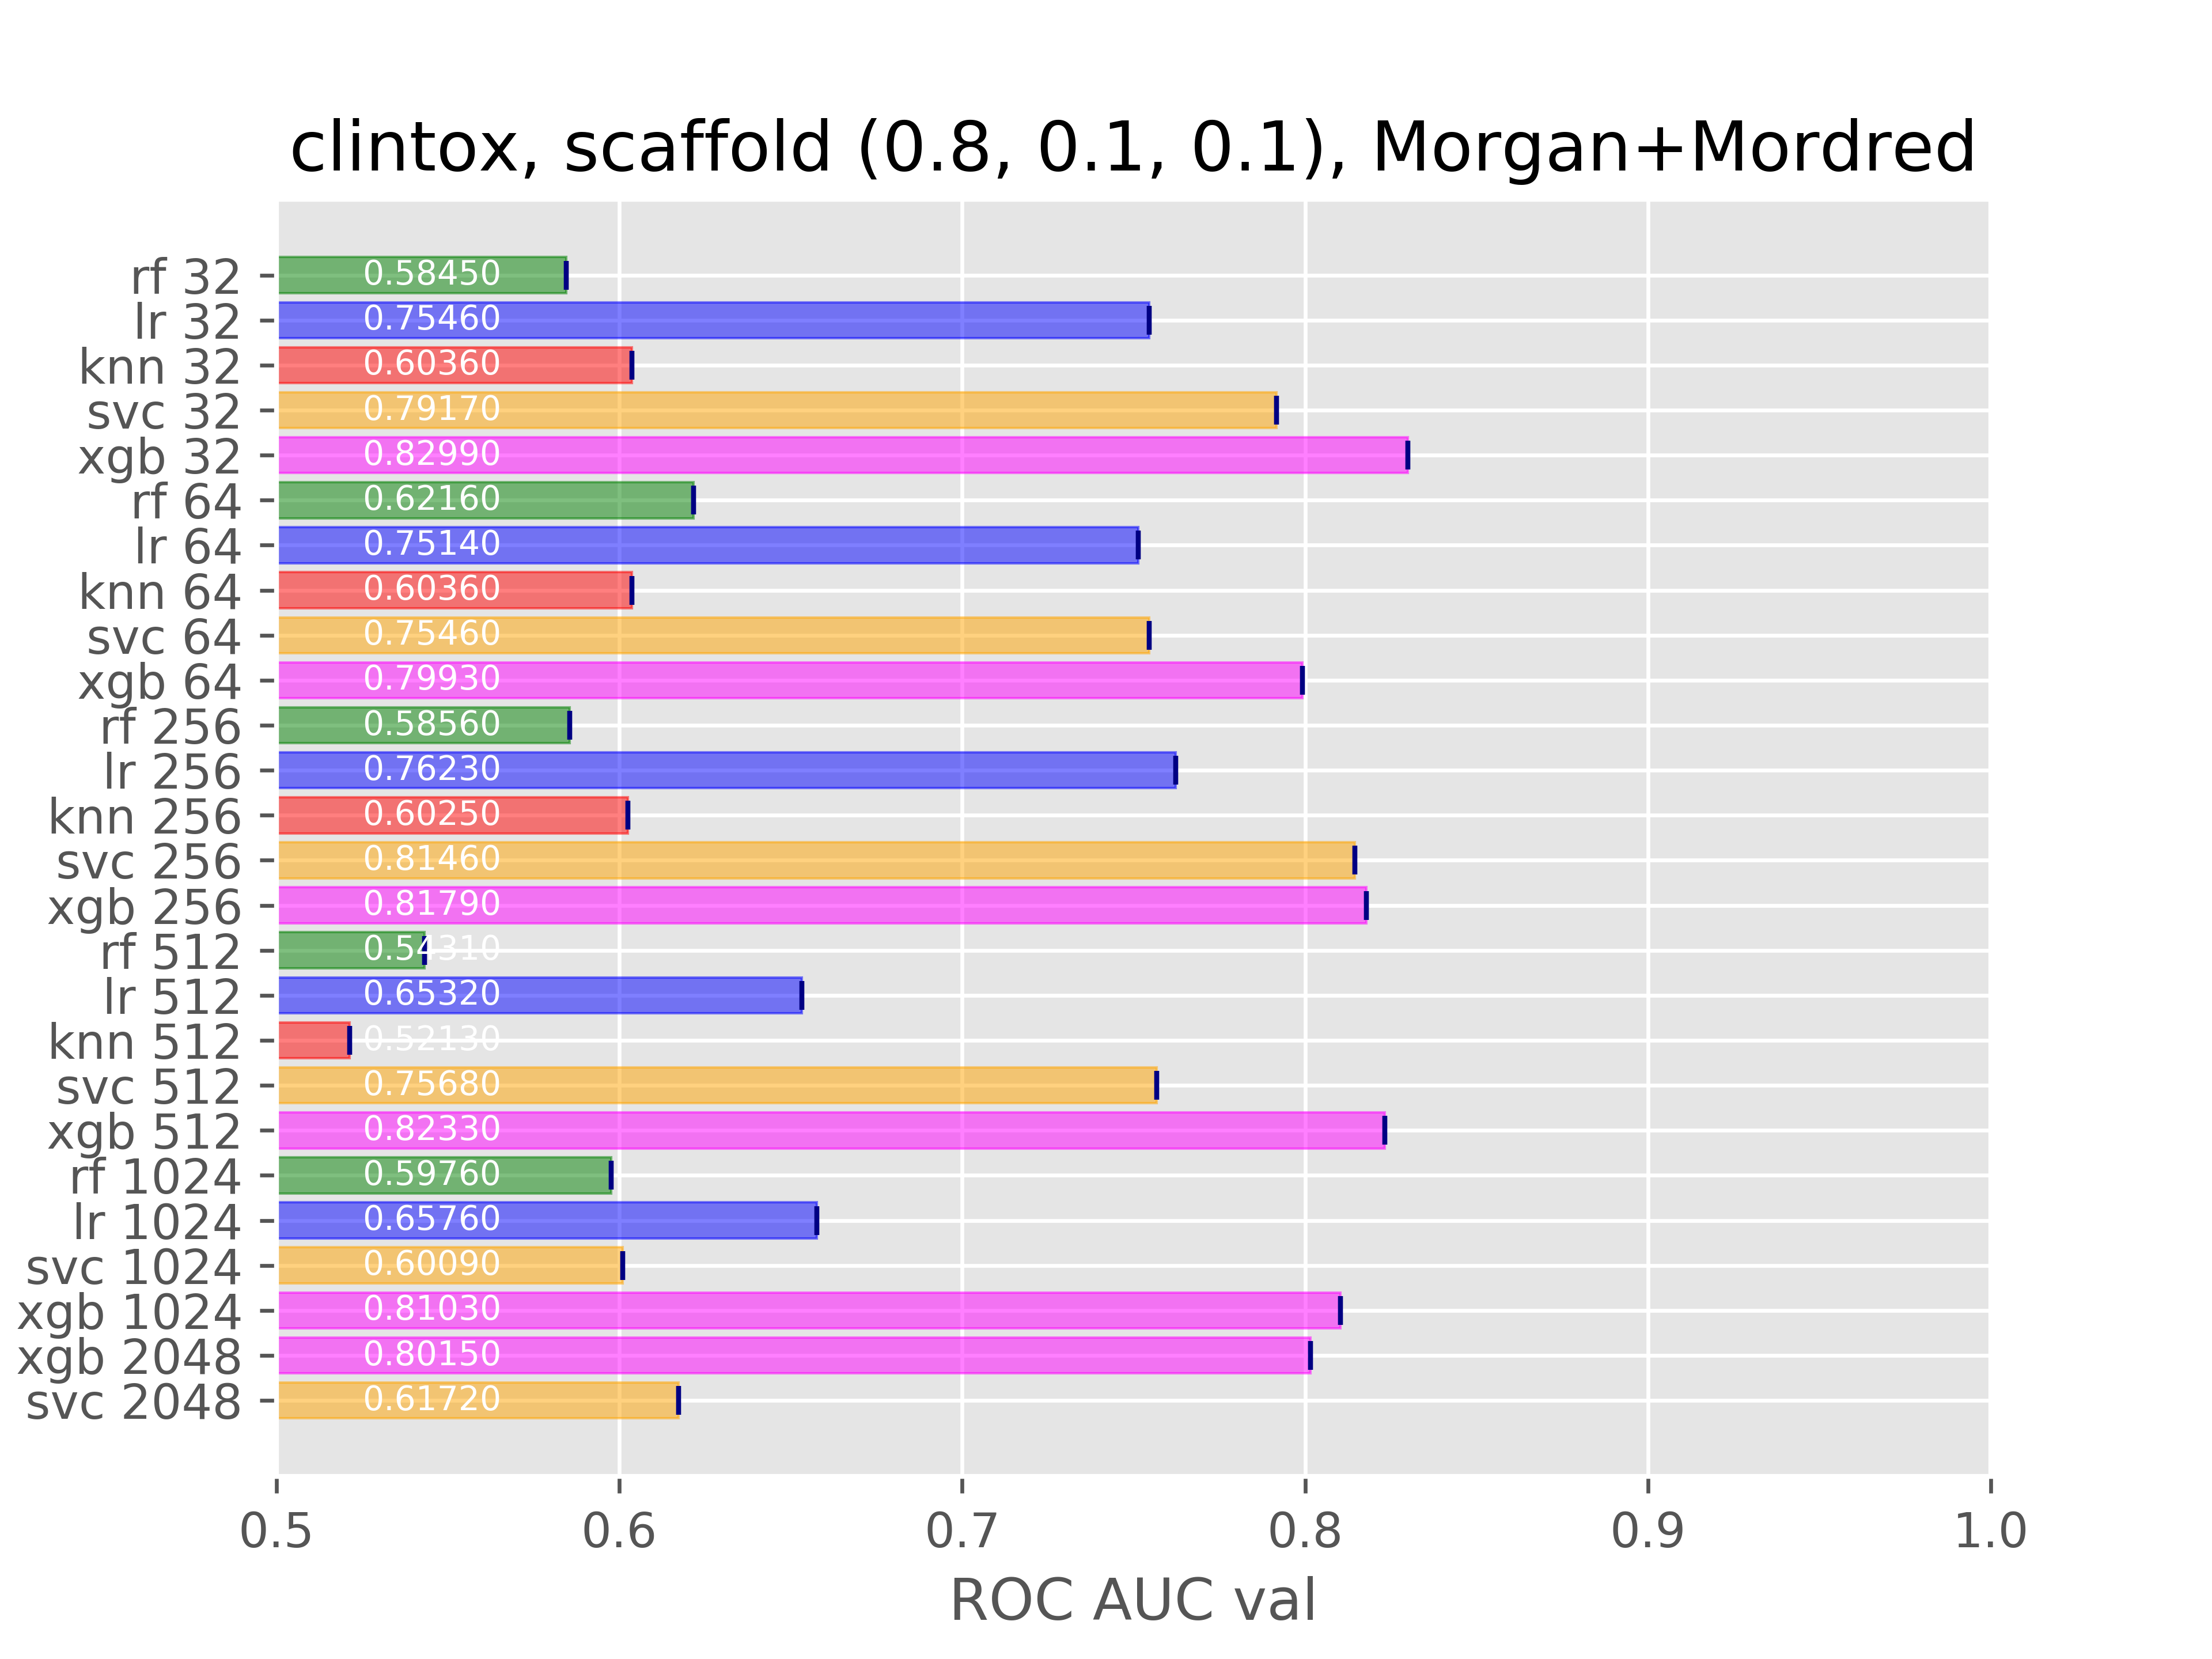 clintox, scaffold (0.8, 0.1, 0.1), Morgan+Mordred
rf 32 0.58450
lr 32 0.75460
knn 32 0.60360
svc 32 0.79170
xgb 32 0.82990
rf 64 0.62160
lr 64 0.75140
knn 64 0.60360
svc 64 0.75460
xgb 64 0.79930
rf 256 0.58560
lr 256 0.76230
knn 256 0.60250
svc 256 0.81460
xgb 256 0.81790
rf 512 0.54310
lr 512 0.65320
knn 512 0.52130
svc 512 0.75680
xgb 512 0.82330
rf 1024 0.59760
lr 1024 0.65760
svc 1024 0.60090
xgb 1024 0.81030
xgb 2048 0.80150
svc 2048 0.61720
0.5 0.6 0.7 0.8 0.9 1.0
ROC AUC val